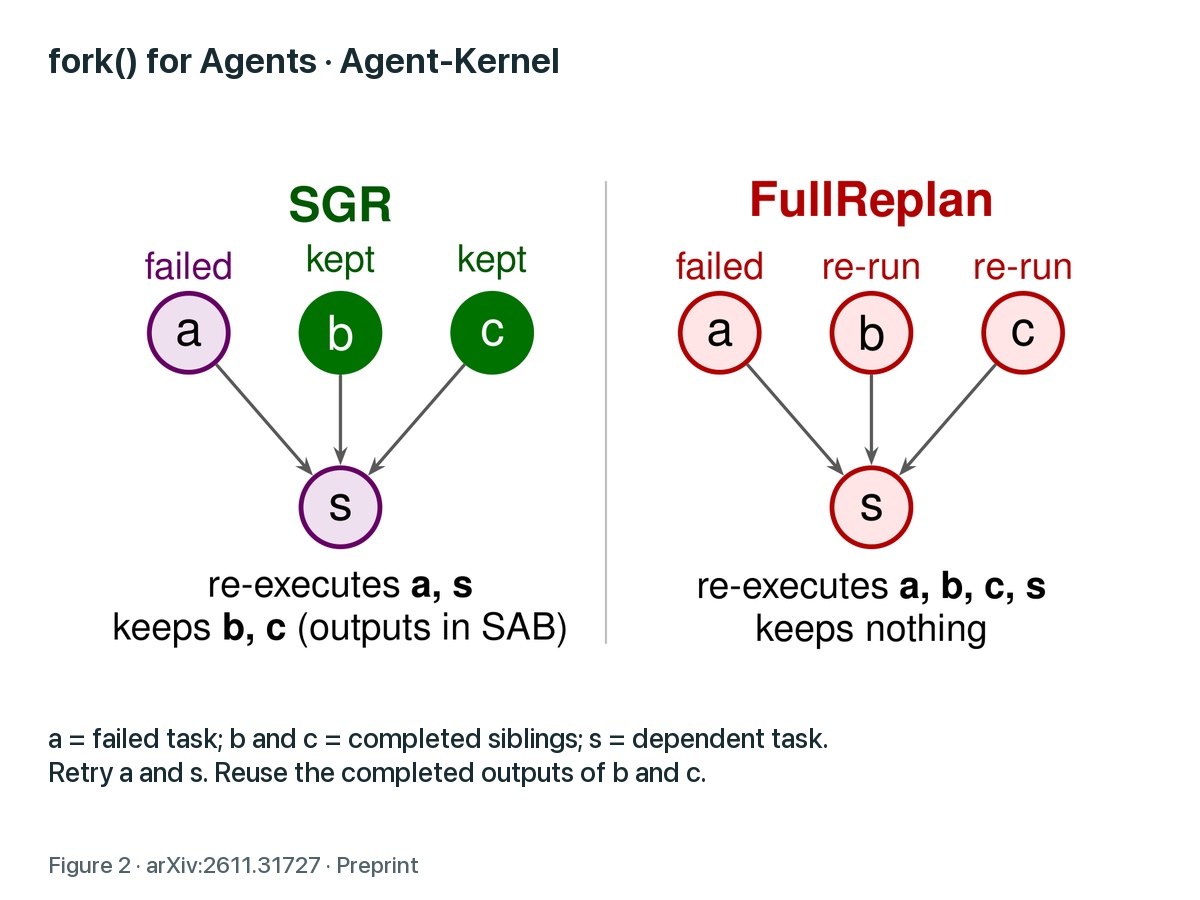 fork() for Agents · Agent-Kernel
SGR
failed kept kept
a b c
s
re-executes a, s
keeps b, c (outputs in SAB)
FullReplan
failed re-run re-run
a b c
s
re-executes a, b, c, s
keeps nothing
a = failed task; b and c = completed siblings; s = dependent task.
Retry a and s. Reuse the completed outputs of b and c.
Figure 2 · arXiv:2611.31727 · Preprint